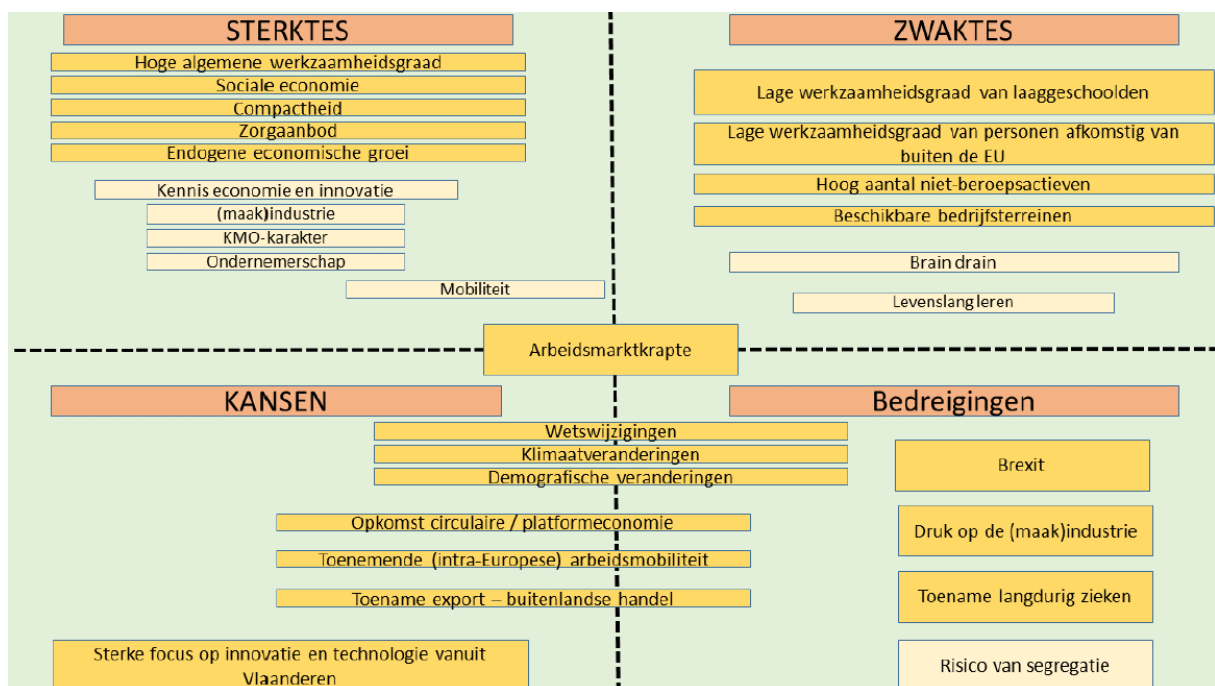 STERKTES
Hoge algemene werkzaamheidsgraad
Sociale economie
Compactheid
Zorgaanbod
Endogene economische groei
Kennis economie en innovatie
(maak)industrie
KMO-karakter
Ondernemerschap
Mobiliteit
ZWAKTES
Lage werkzaamheidsgraad van laaggeschoolden
Lage werkzaamheidsgraad van personen afkomstig van
buiten de EU
Hoog aantal niet-beroepsactieven
Beschikbare bedrijfsterreinen
Brain drain
Levenslang leren
Arbeidsmarktkrapte
KANSEN
Wetswijzigingen
Klimaatveranderingen
Demografische veranderingen
Opkomst circulaire / platformeconomie
Toenemende (intra-Europese) arbeidsmobiliteit
Toename export – buitenlandse handel
Sterke focus op innovatie en technologie vanuit
Vlaanderen
Bedreigingen
Brexit
Druk op de (maak)industrie
Toename langdurig zieken
Risico van segregatie